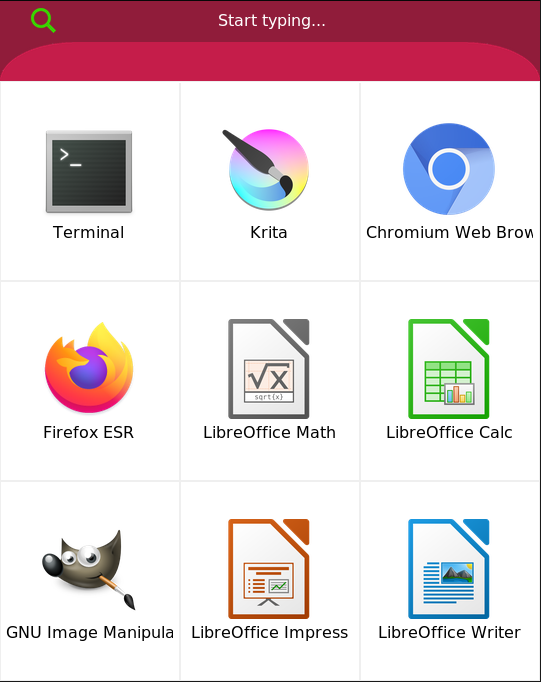 Start typing...
>_
Terminal
Krita
Chromium Web Brow
Firefox ESR
√x
sqrt{x}
LibreOffice Math
LibreOffice Calc
GNU Image Manipula
LibreOffice Impress
LibreOffice Writer